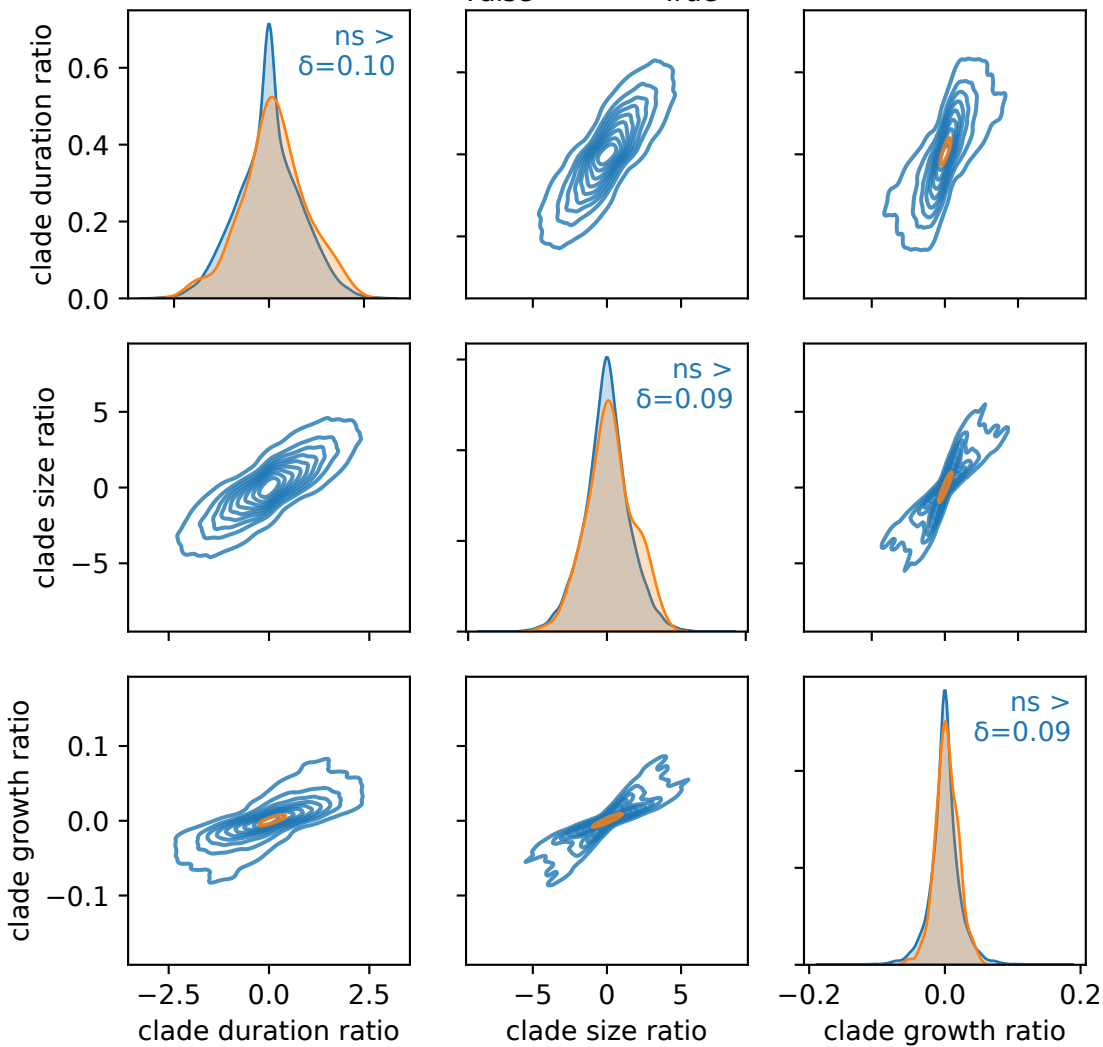 clade duration ratio
0.6
0.4
0.2
0.0
ns >
δ=0.10
clade size ratio
5
0
−5
ns >
δ=0.09
clade growth ratio
0.1
0.0
−0.1
ns >
δ=0.09
−2.5 0.0 2.5
−5 0 5
−0.2 0.0 0.2
clade duration ratio
clade size ratio
clade growth ratio